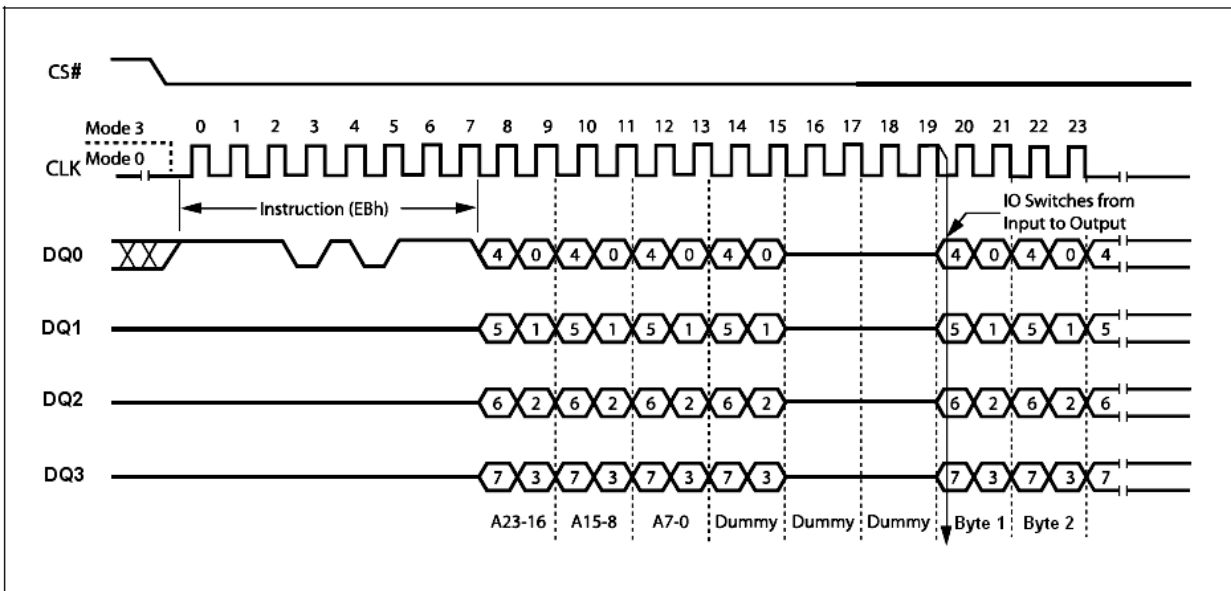 CS#
Mode 3
0 1 2 3 4 5 6 7 8 9 10 11 12 13 14 15 16 17 18 19 20 21 22 23
Mode 0
CLK
Instruction (EBh)
IO Switches from
Input to Output
DQ0 4 0 4 0 4 0 4 0 4 0 4 0 4
DQ1 5 1 5 1 5 1 5 1 5 1 5 1 5
DQ2 6 2 6 2 6 2 6 2 6 2 6 2 6
DQ3 7 3 7 3 7 3 7 3 7 3 7 3 7
A23-16 A15-8 A7-0 Dummy Dummy Dummy Byte 1 Byte 2